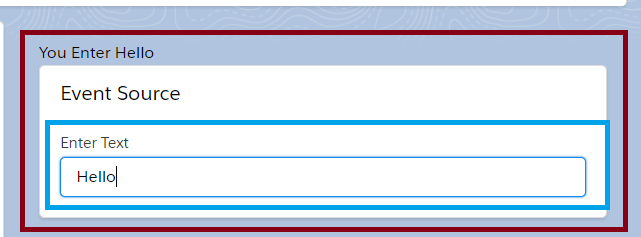 You Enter Hello
Event Source
Enter Text
Hello